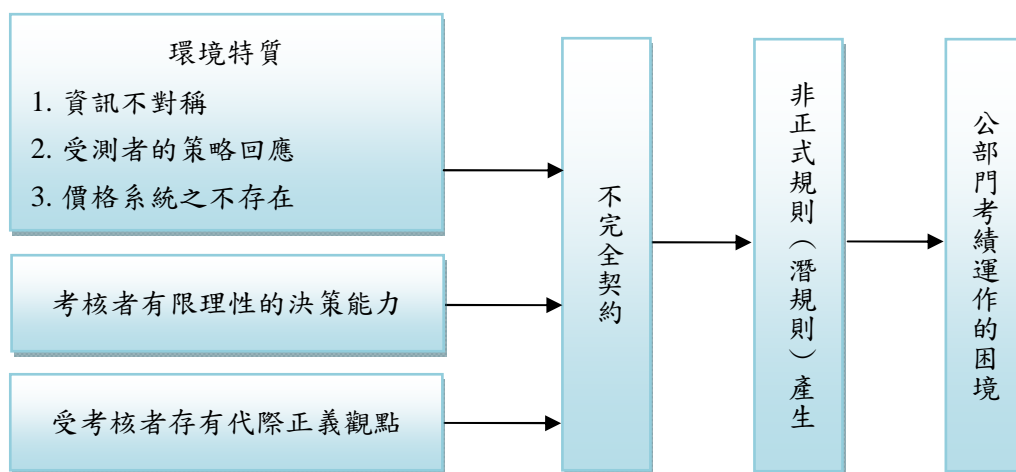 環境特質
1. 資訊不對稱
2. 受測者的策略回應
3. 價格系統之不存在
考核者有限理性的決策能力
受考核者存有代際正義觀點
不完全契約
非正式規則（潛規則）產生
公部門考績運作的困境